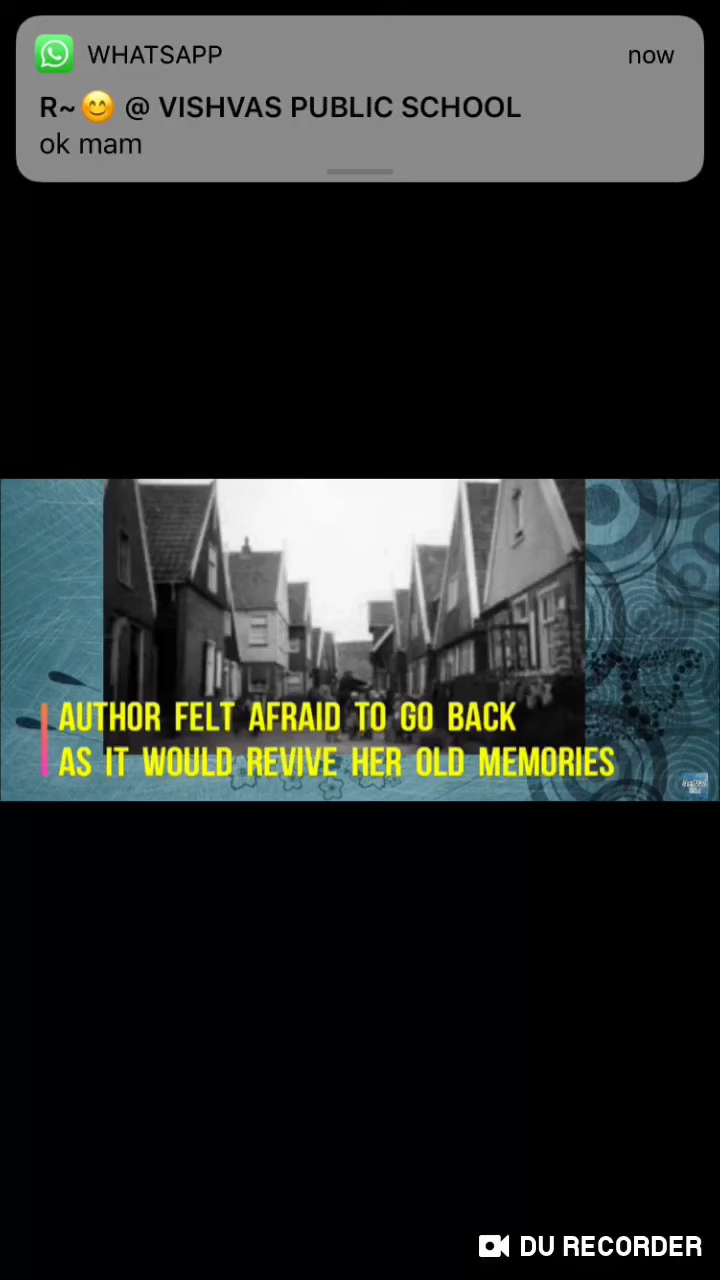 WHATSAPP
now
R~😊 @ VISHVAS PUBLIC SCHOOL
ok mam
AUTHOR FELT AFRAID TO GO BACK
AS IT WOULD REVIVE HER OLD MEMORIES
DU RECORDER